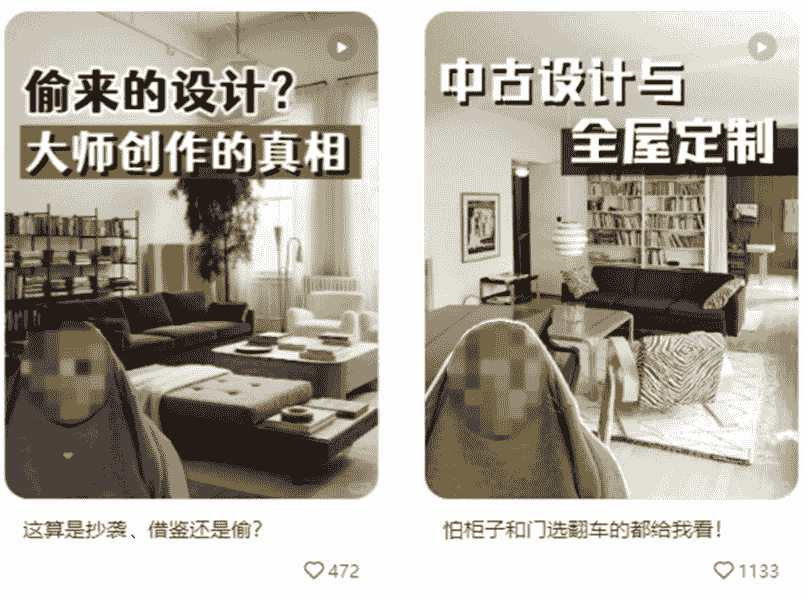 偷来的设计?
大师创作的真相
这算是抄袭、借鉴还是偷?
472
中古设计与
全屋定制
怕柜子和门选翻车的都给我看!
1133